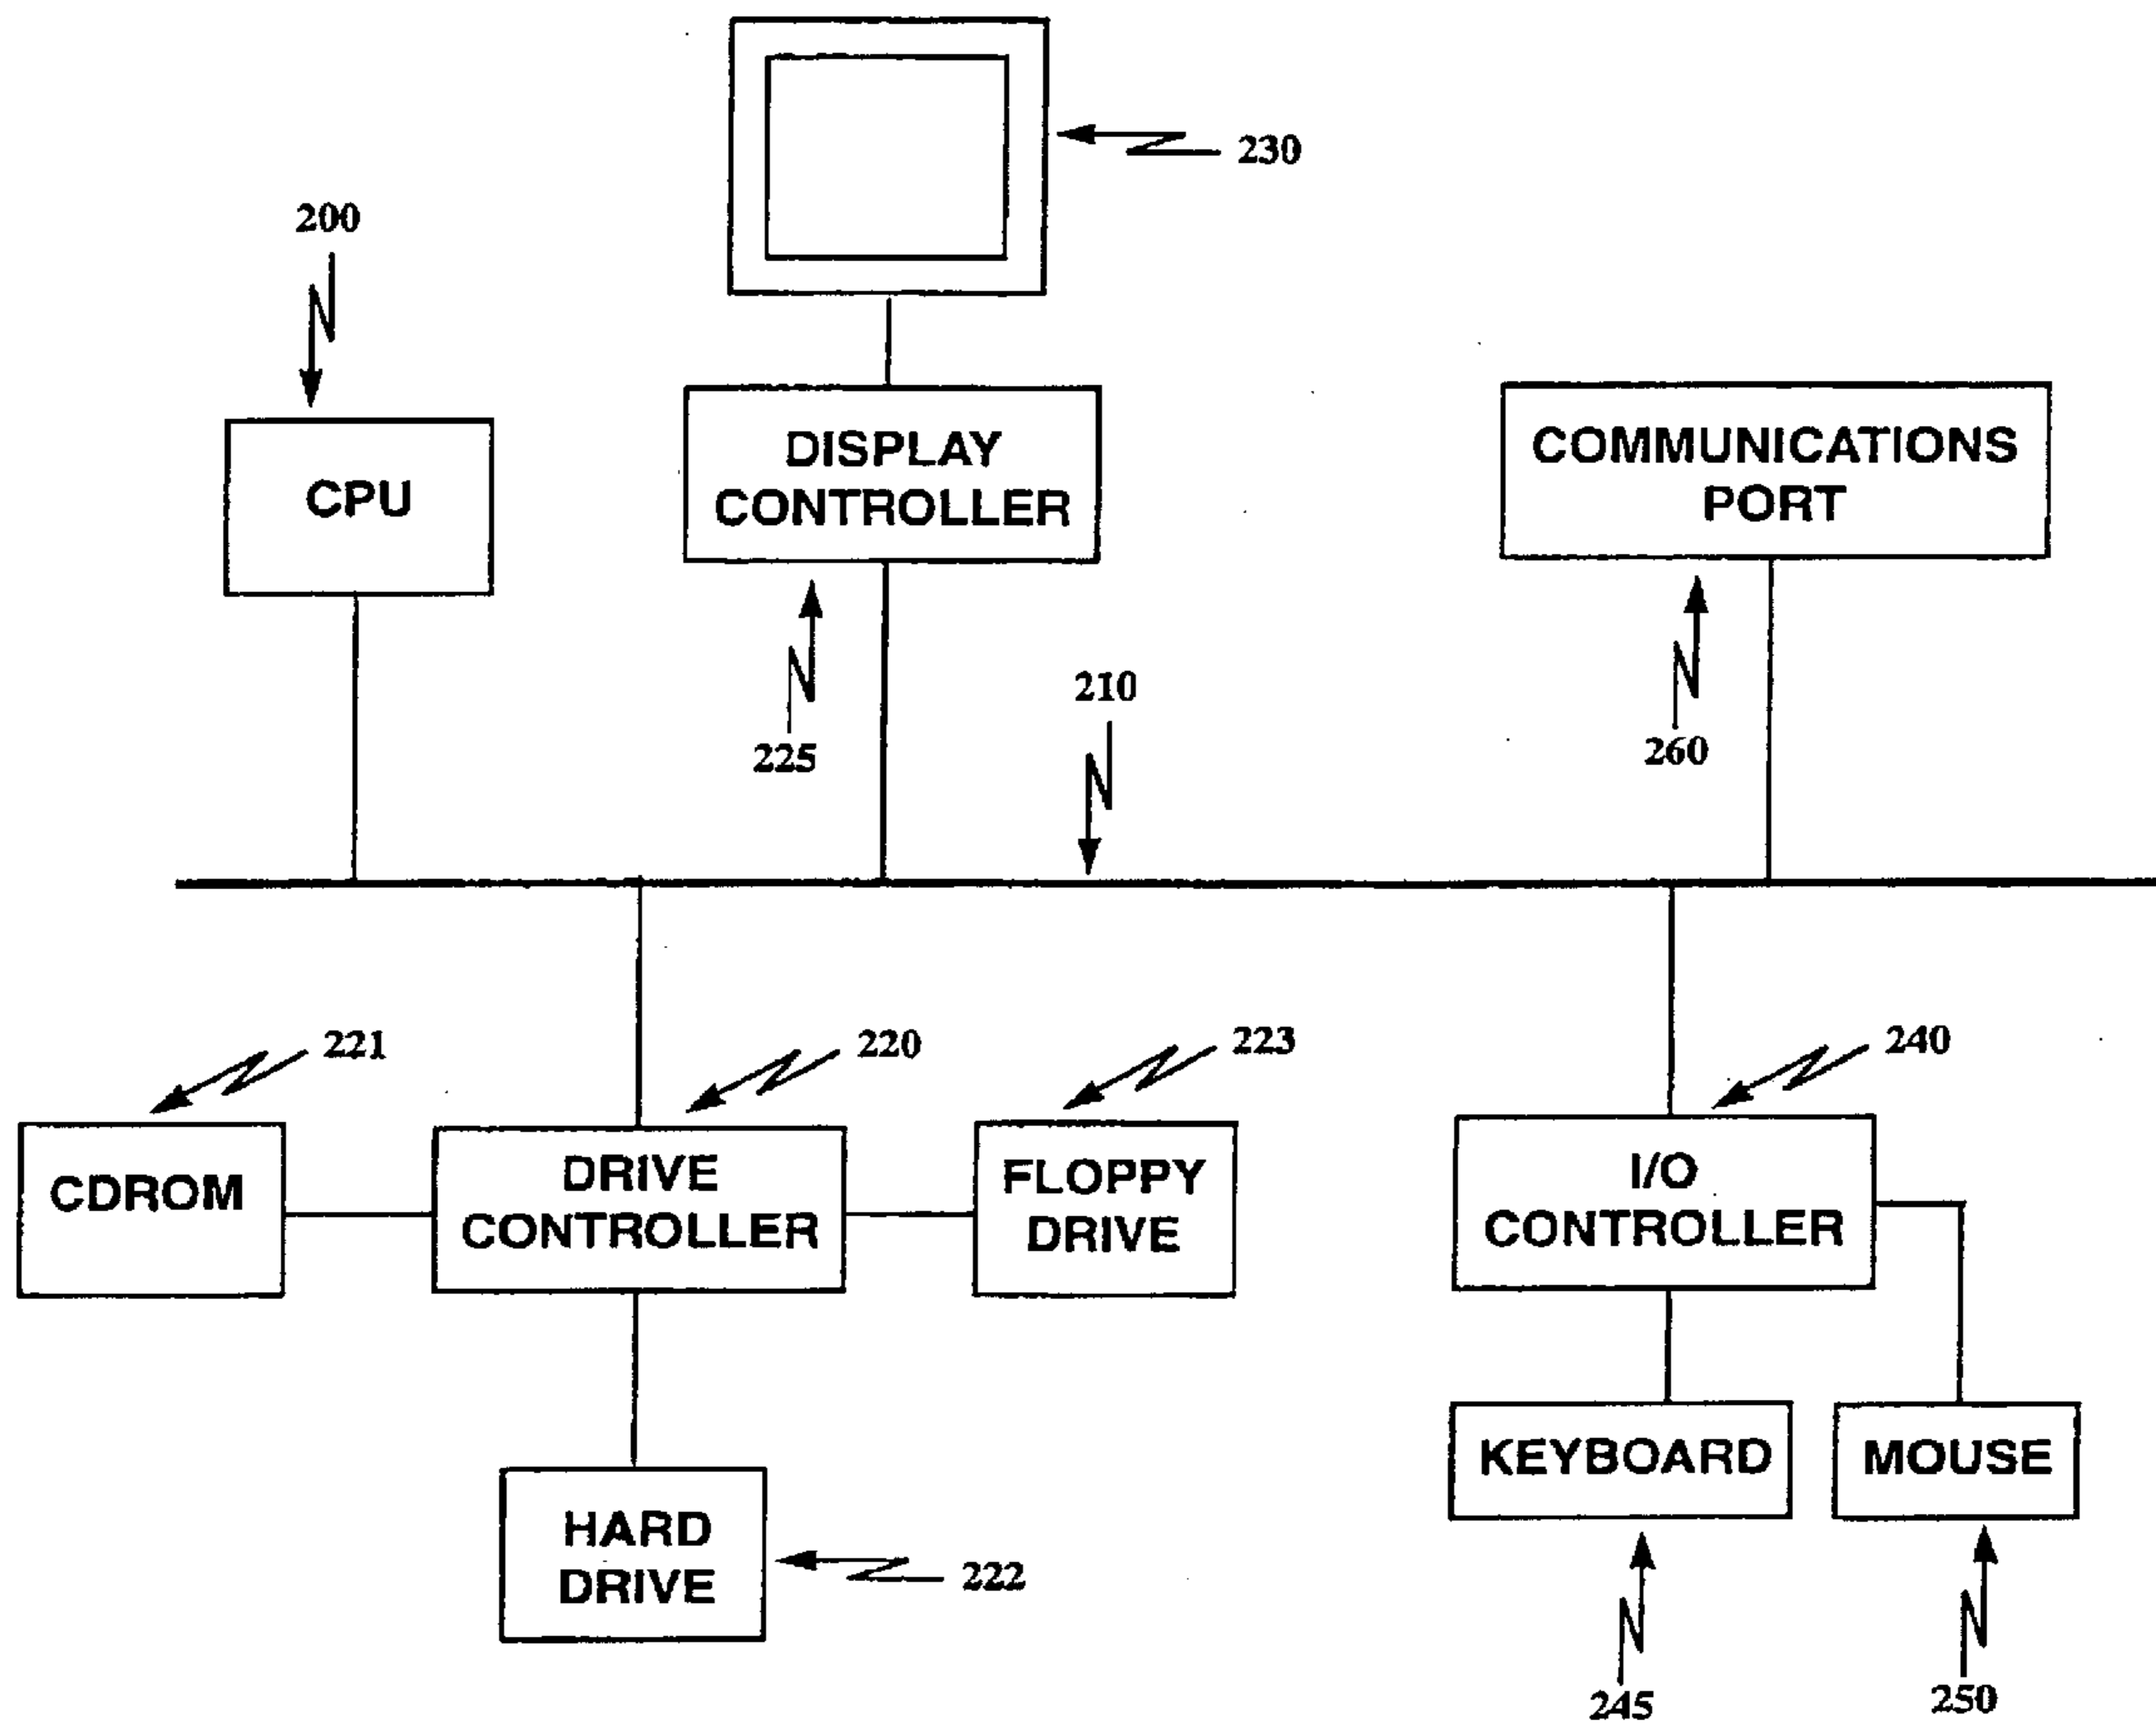 230
200
CPU
DISPLAY
CONTROLLER
COMMUNICATIONS
PORT
225
210
260
221
220
223
240
CDROM
DRIVE
CONTROLLER
FLOPPY
DRIVE
I/O
CONTROLLER
KEYBOARD
MOUSE
HARD
DRIVE
222
245
250